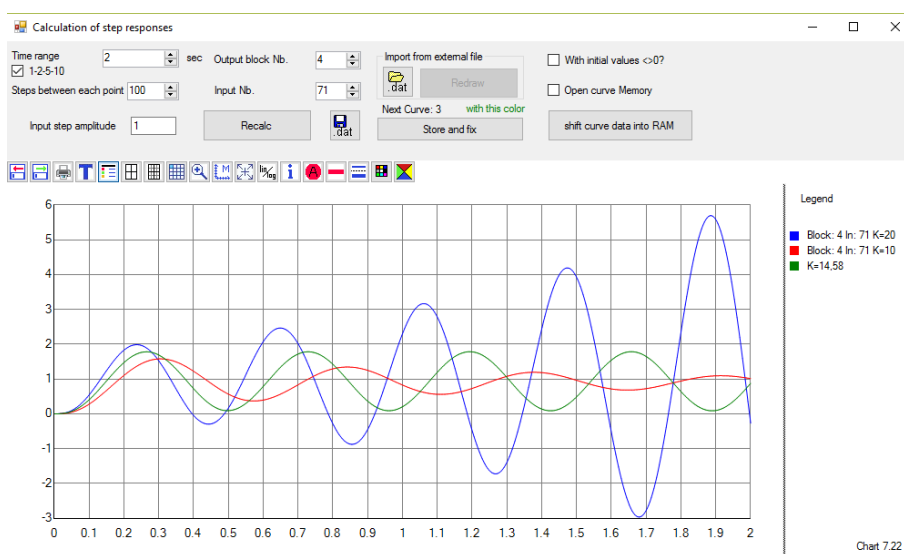 Calculation of step responses
Time range 2 sec Output block Nb. 4 Import from external file With initial values <>0?
1-2-5-10
.dat Redraw
Steps between each point 100 Input Nb. 71 Open curve Memory
Next Curve: 3 with this color
Input step amplitude 1 Recalc .dat Store and fix shift curve data into RAM
T M lin/log i A
Legend
Block: 4 In: 71 K=20
Block: 4 In: 71 K=10
K=14,58
6
5
4
3
2
1
0
-1
-2
-3
0 0.1 0.2 0.3 0.4 0.5 0.6 0.7 0.8 0.9 1 1.1 1.2 1.3 1.4 1.5 1.6 1.7 1.8 1.9 2
Chart 7.22